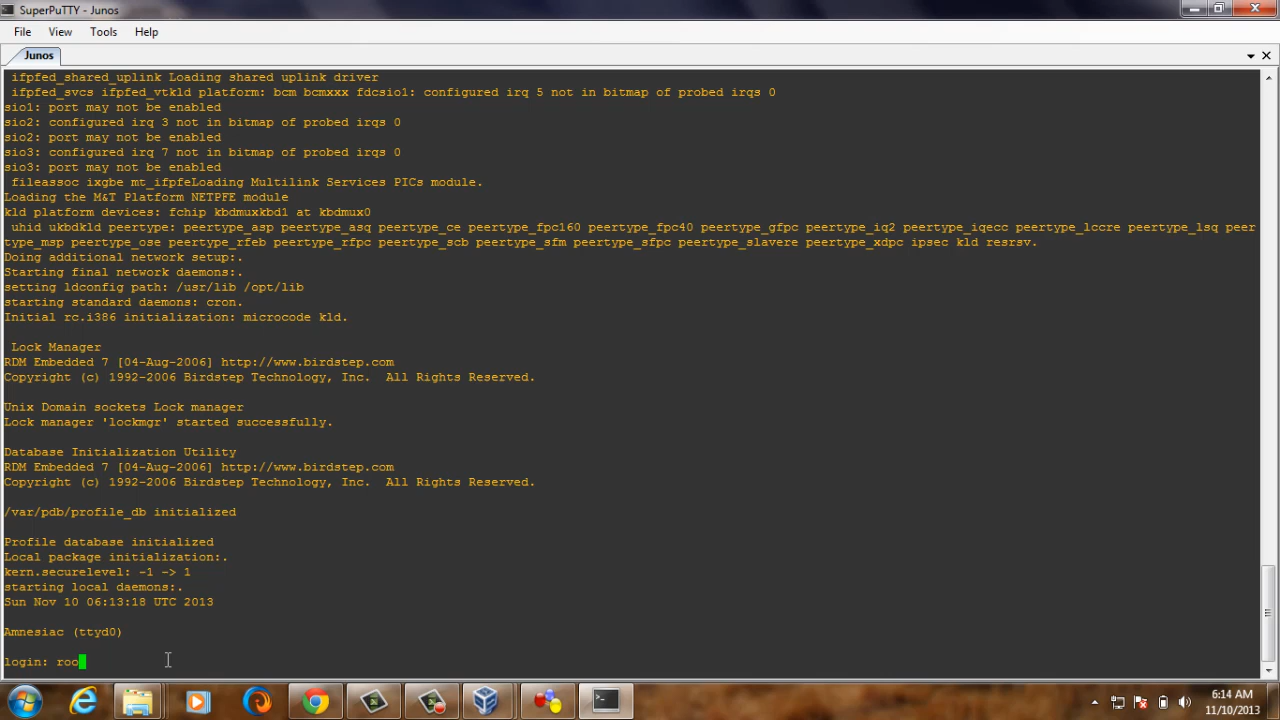 SuperPuTTY - Junos
File View Tools Help
Junos
ifpfed_shared_uplink Loading shared uplink driver
ifpfed_svcs ifpfed_vtkld platform: bcm bcmxxx fdcsio1: configured irq 5 not in bitmap of probed irqs 0
sio1: port may not be enabled
sio2: configured irq 3 not in bitmap of probed irqs 0
sio2: port may not be enabled
sio3: configured irq 7 not in bitmap of probed irqs 0
sio3: port may not be enabled
fileassoc ixgbe mt_ifpfeLoading Multilink Services PICs module.
Loading the M&T Platform NETPFE module
kld platform devices: fchip kbdmuxkbd1 at kbdmux0
uhid ukbdkld peertype: peertype_asp peertype_asq peertype_ce peertype_fpc160 peertype_fpc40 peertype_gfpc peertype_iq2 peertype_iqecc peertype_lccre peertype_lsq peer
type_msp peertype_ose peertype_rfeb peertype_rfpc peertype_scb peertype_sfm peertype_sfpc peertype_slavere peertype_xdpc ipsec kld resrsv.
Doing additional network setup:.
Starting final network daemons:.
setting ldconfig path: /usr/lib /opt/lib
starting standard daemons: cron.
Initial rc.i386 initialization: microcode kld.
Lock Manager
RDM Embedded 7 [04-Aug-2006] http://www.birdstep.com
Copyright (c) 1992-2006 Birdstep Technology, Inc.  All Rights Reserved.
Unix Domain sockets Lock manager
Lock manager 'lockmgr' started successfully.
Database Initialization Utility
RDM Embedded 7 [04-Aug-2006] http://www.birdstep.com
Copyright (c) 1992-2006 Birdstep Technology, Inc.  All Rights Reserved.
/var/pdb/profile_db initialized
Profile database initialized
Local package initialization:.
kern.securelevel: -1 -> 1
starting local daemons:.
Sun Nov 10 06:13:18 UTC 2013
Amnesiac (ttyd0)
login: roo
6:14 AM
11/10/2013